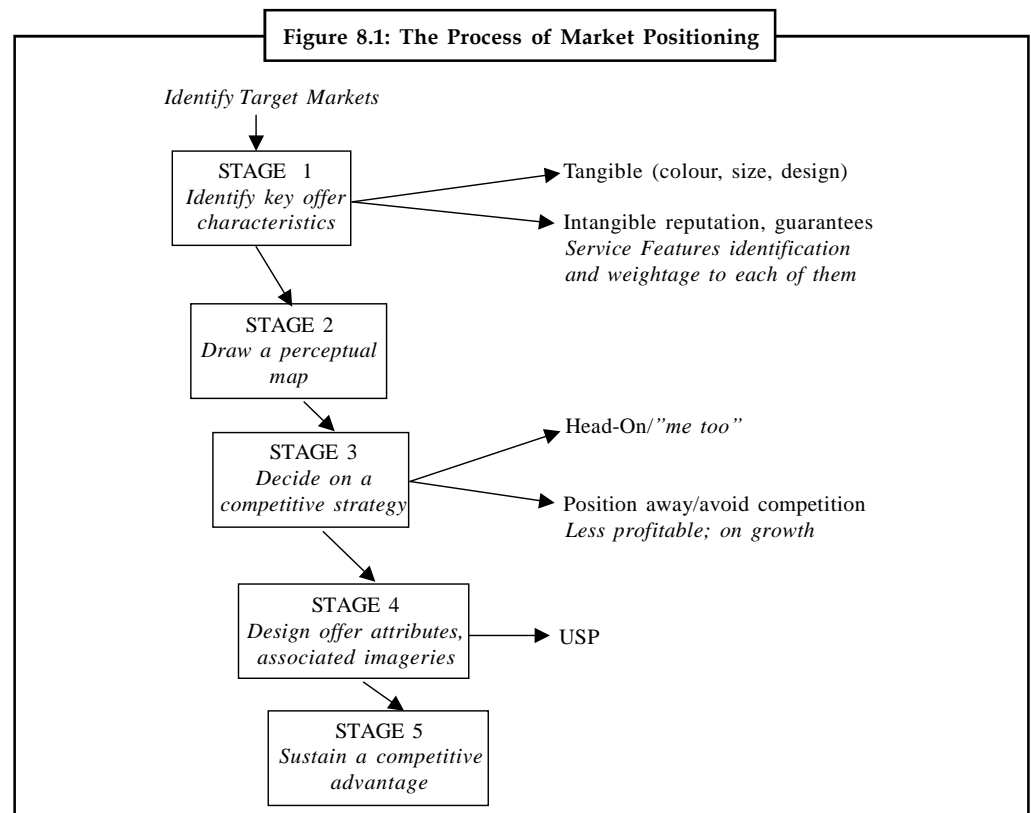 Figure 8.1: The Process of Market Positioning
Identify Target Markets
STAGE 1
Identify key offer
characteristics
Tangible (colour, size, design)
Intangible reputation, guarantees
Service Features identification
and weightage to each of them
STAGE 2
Draw a perceptual
map
STAGE 3
Decide on a
competitive strategy
Head-On/”me too”
Position away/avoid competition
Less profitable; on growth
STAGE 4
Design offer attributes,
associated imageries
USP
STAGE 5
Sustain a competitive
advantage